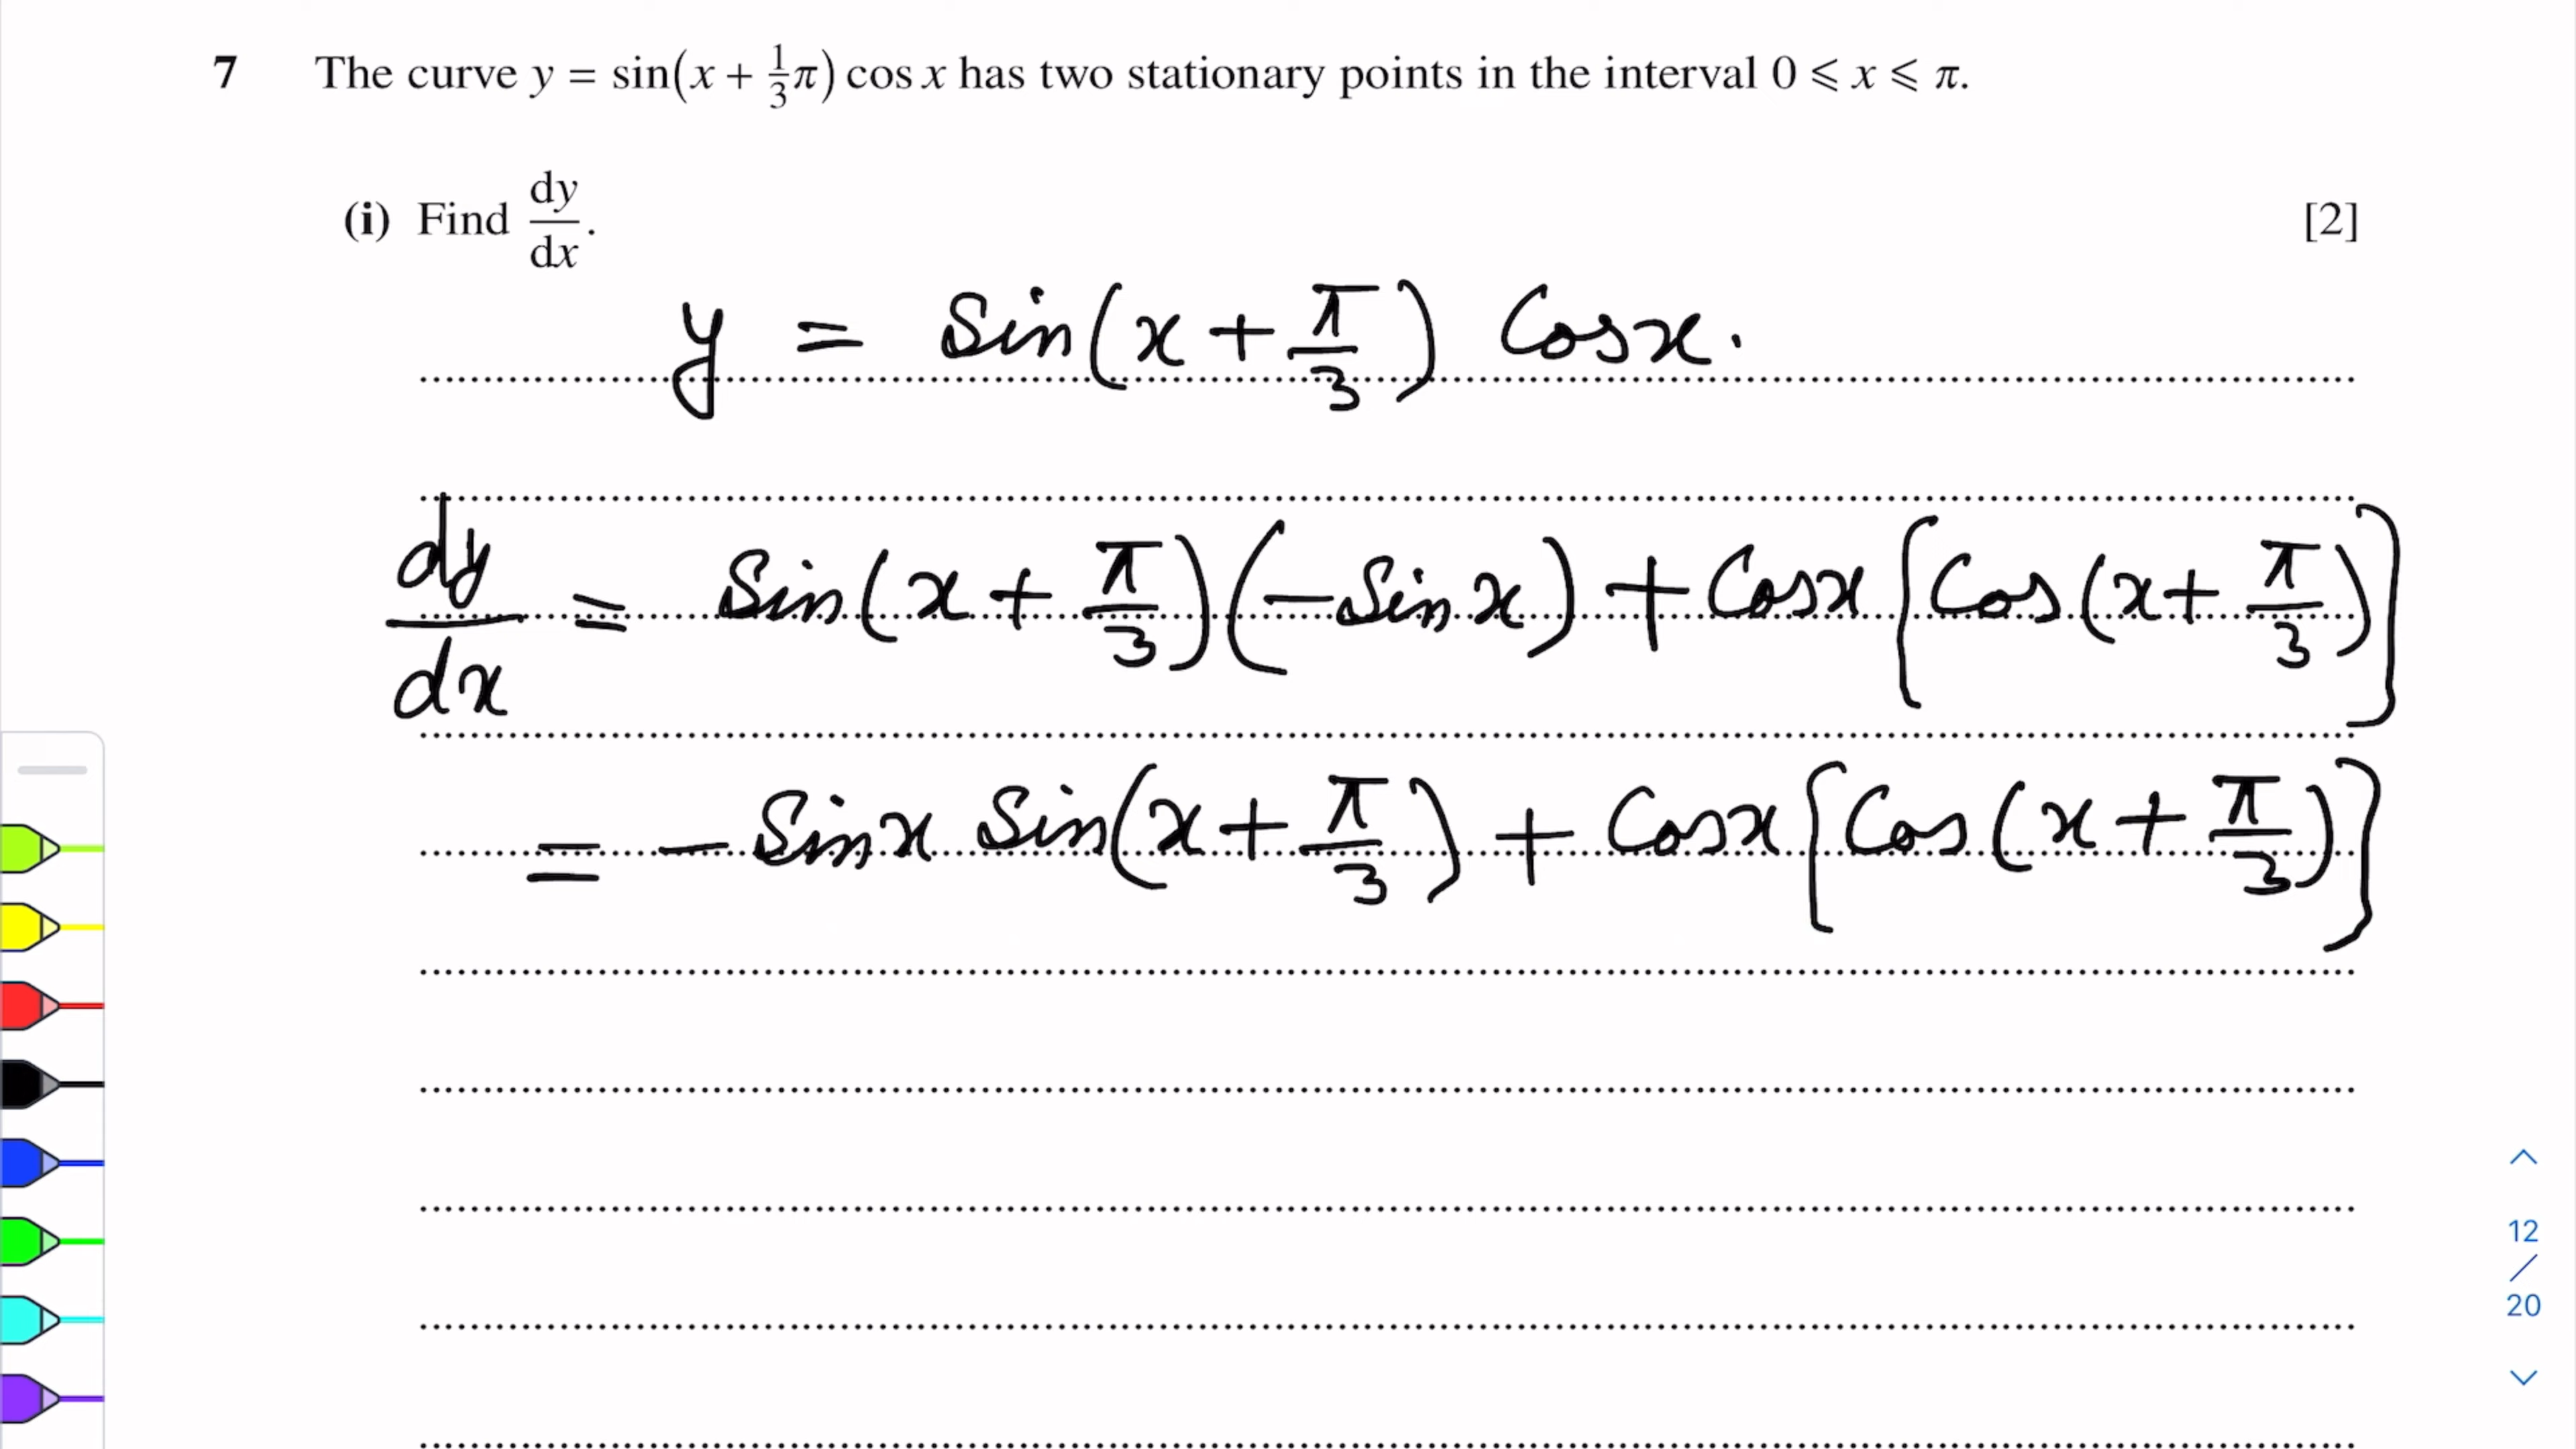 7 The curve y = sin(x + 1/3 π) cos x has two stationary points in the interval 0 ⩽ x ⩽ π.
(i) Find dy/dx. [2]
y = Sin(x + π/3) Cosx.
dy/dx = Sin(x + π/3)(−Sinx) + Cosx[Cos(x + π/3)]
= − Sinx Sin(x + π/3) + Cosx[Cos(x + π/3)]
12
/
20